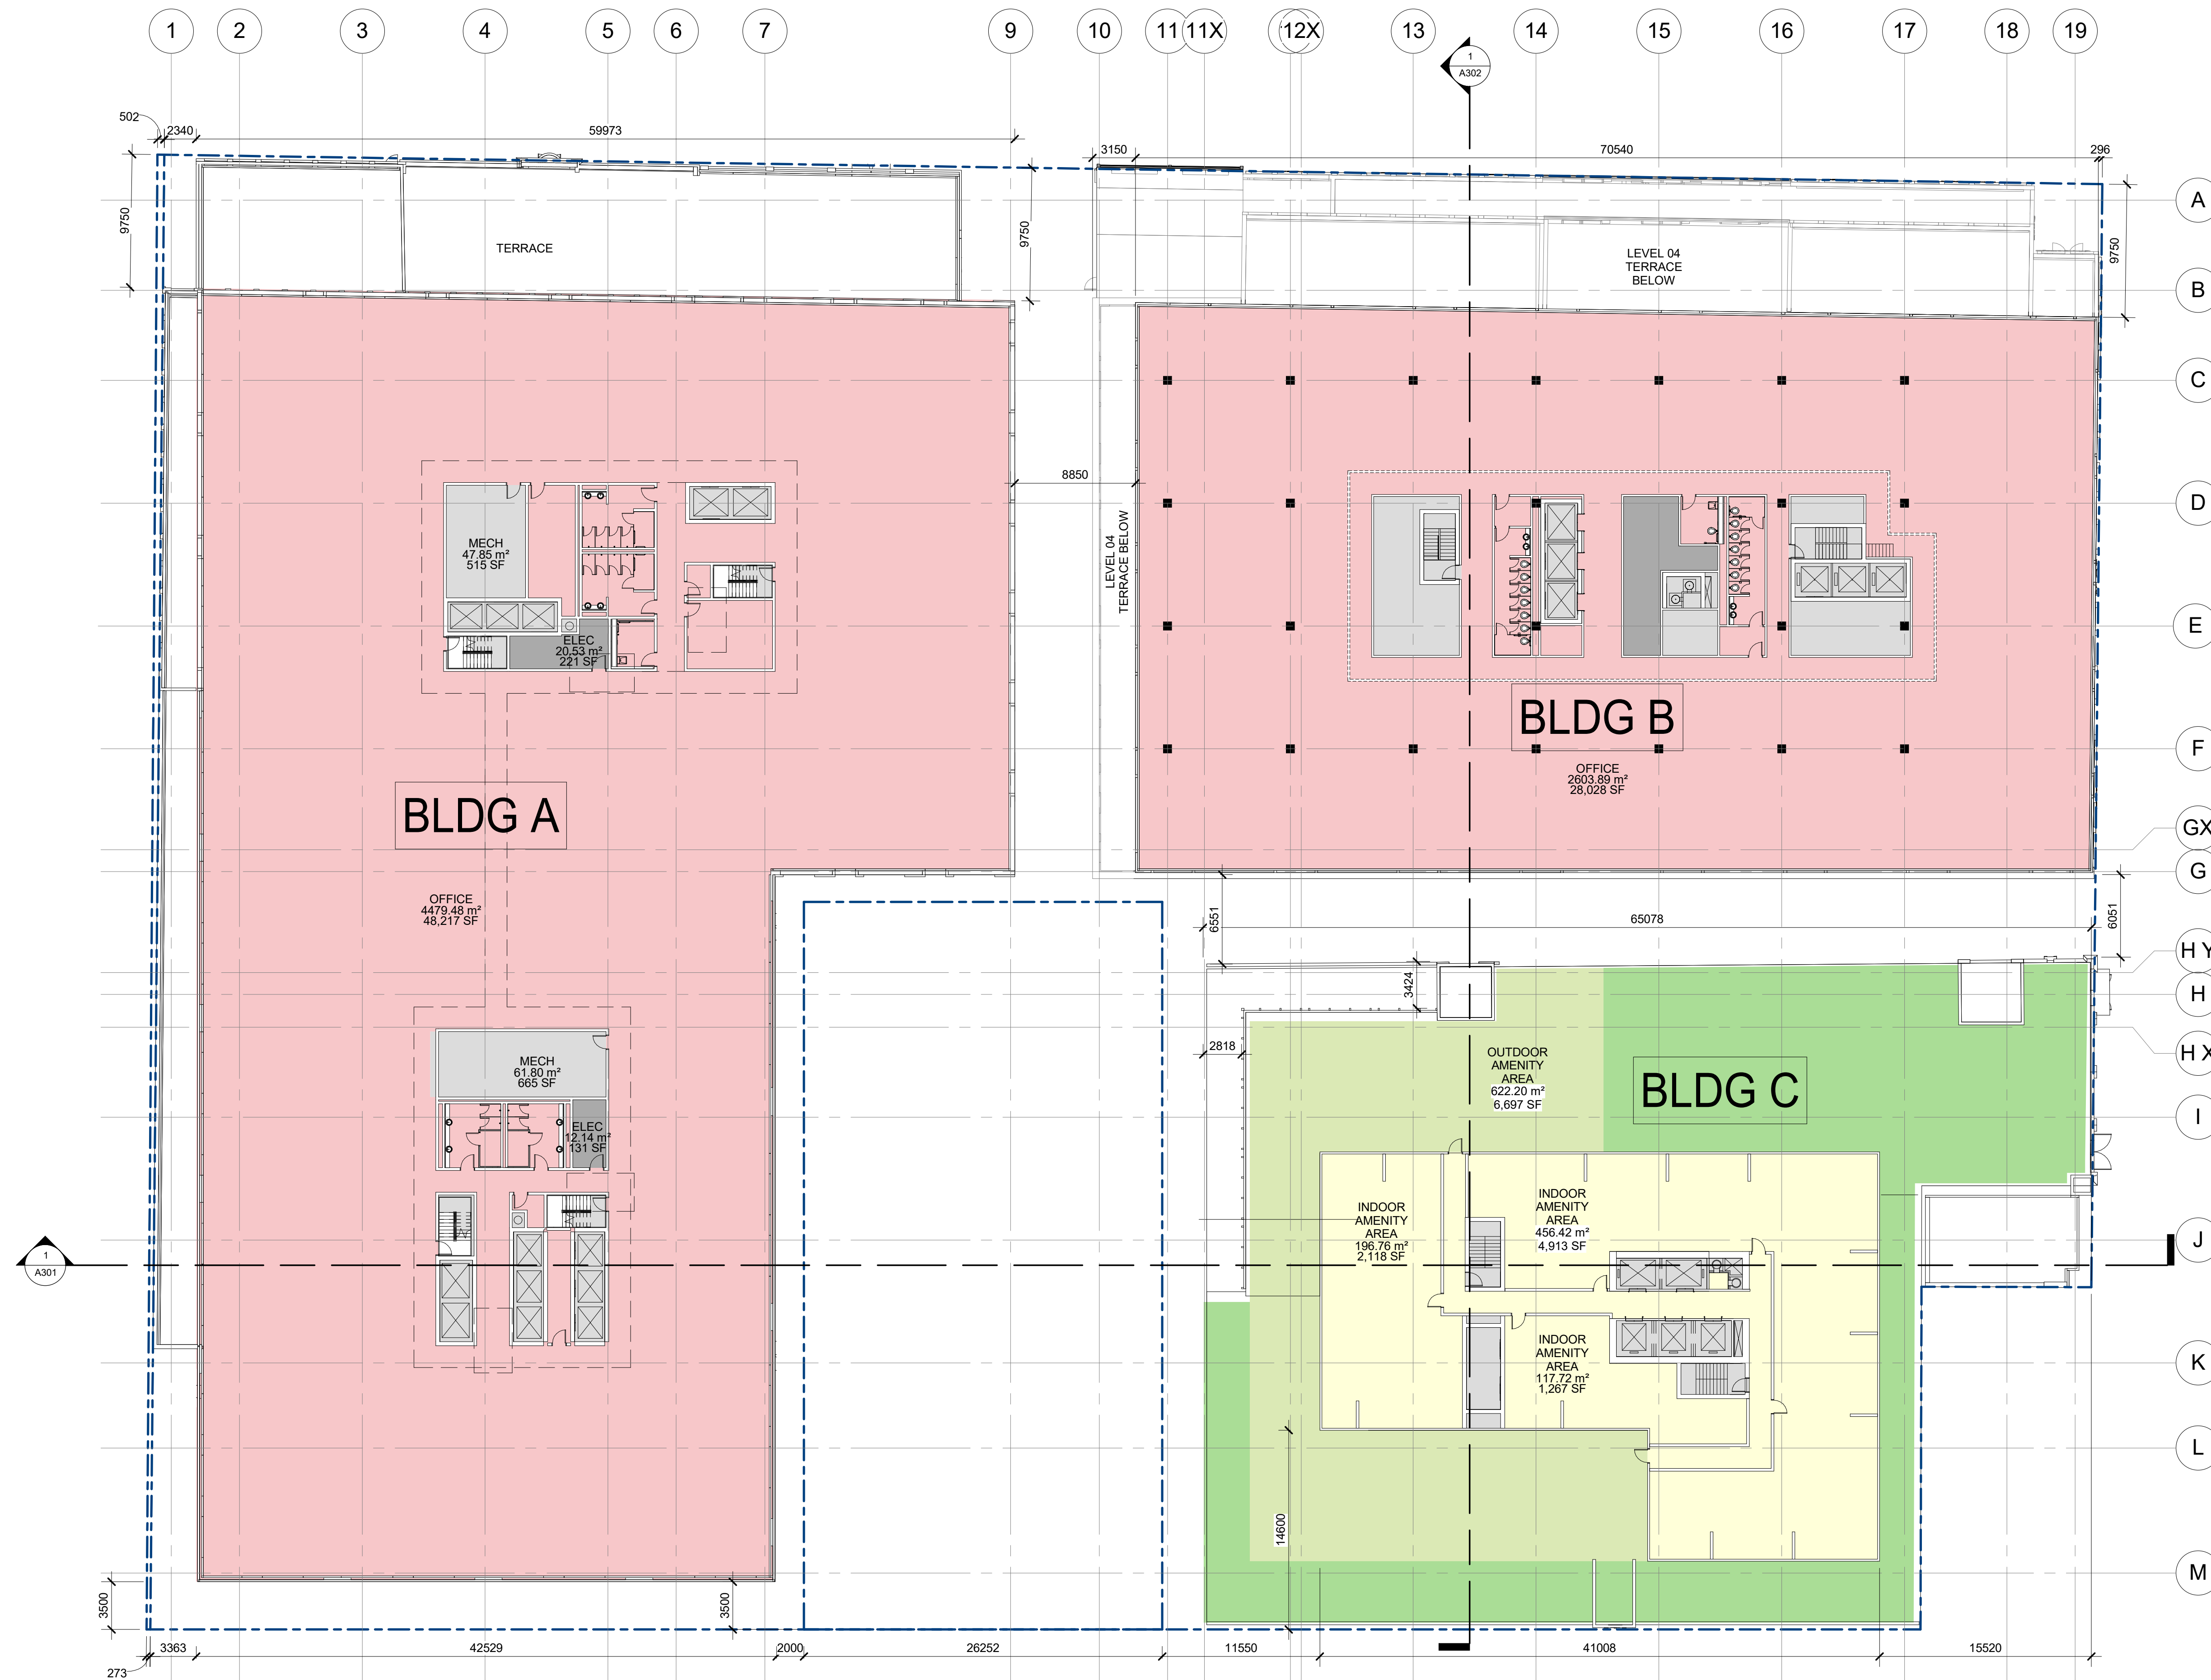 1
2
3
4
5
6
7
9
10
11
11X
12X
13
14
15
16
17
18
19
1
A302
502
2340
59973
3150
70540
296
9750
9750
9750
A
B
C
D
E
F
GX
G
H Y
H
H X
I
J
K
L
M
TERRACE
LEVEL 04
TERRACE
BELOW
8850
LEVEL 04
TERRACE BELOW
MECH
47.85 m²
515 SF
ELEC
20.53 m²
221 SF
BLDG A
OFFICE
4479.48 m²
48,217 SF
BLDG B
OFFICE
2603.89 m²
28,028 SF
6551
65078
6051
3424
2818
OUTDOOR
AMENITY
AREA
622.20 m²
6,697 SF
BLDG C
MECH
61.80 m²
665 SF
ELEC
12.14 m²
131 SF
INDOOR
AMENITY
AREA
196.76 m²
2,118 SF
INDOOR
AMENITY
AREA
456.42 m²
4,913 SF
INDOOR
AMENITY
AREA
117.72 m²
1,267 SF
1
A301
14600
3500
3500
3363
42529
2000
26252
11550
41008
15520
273